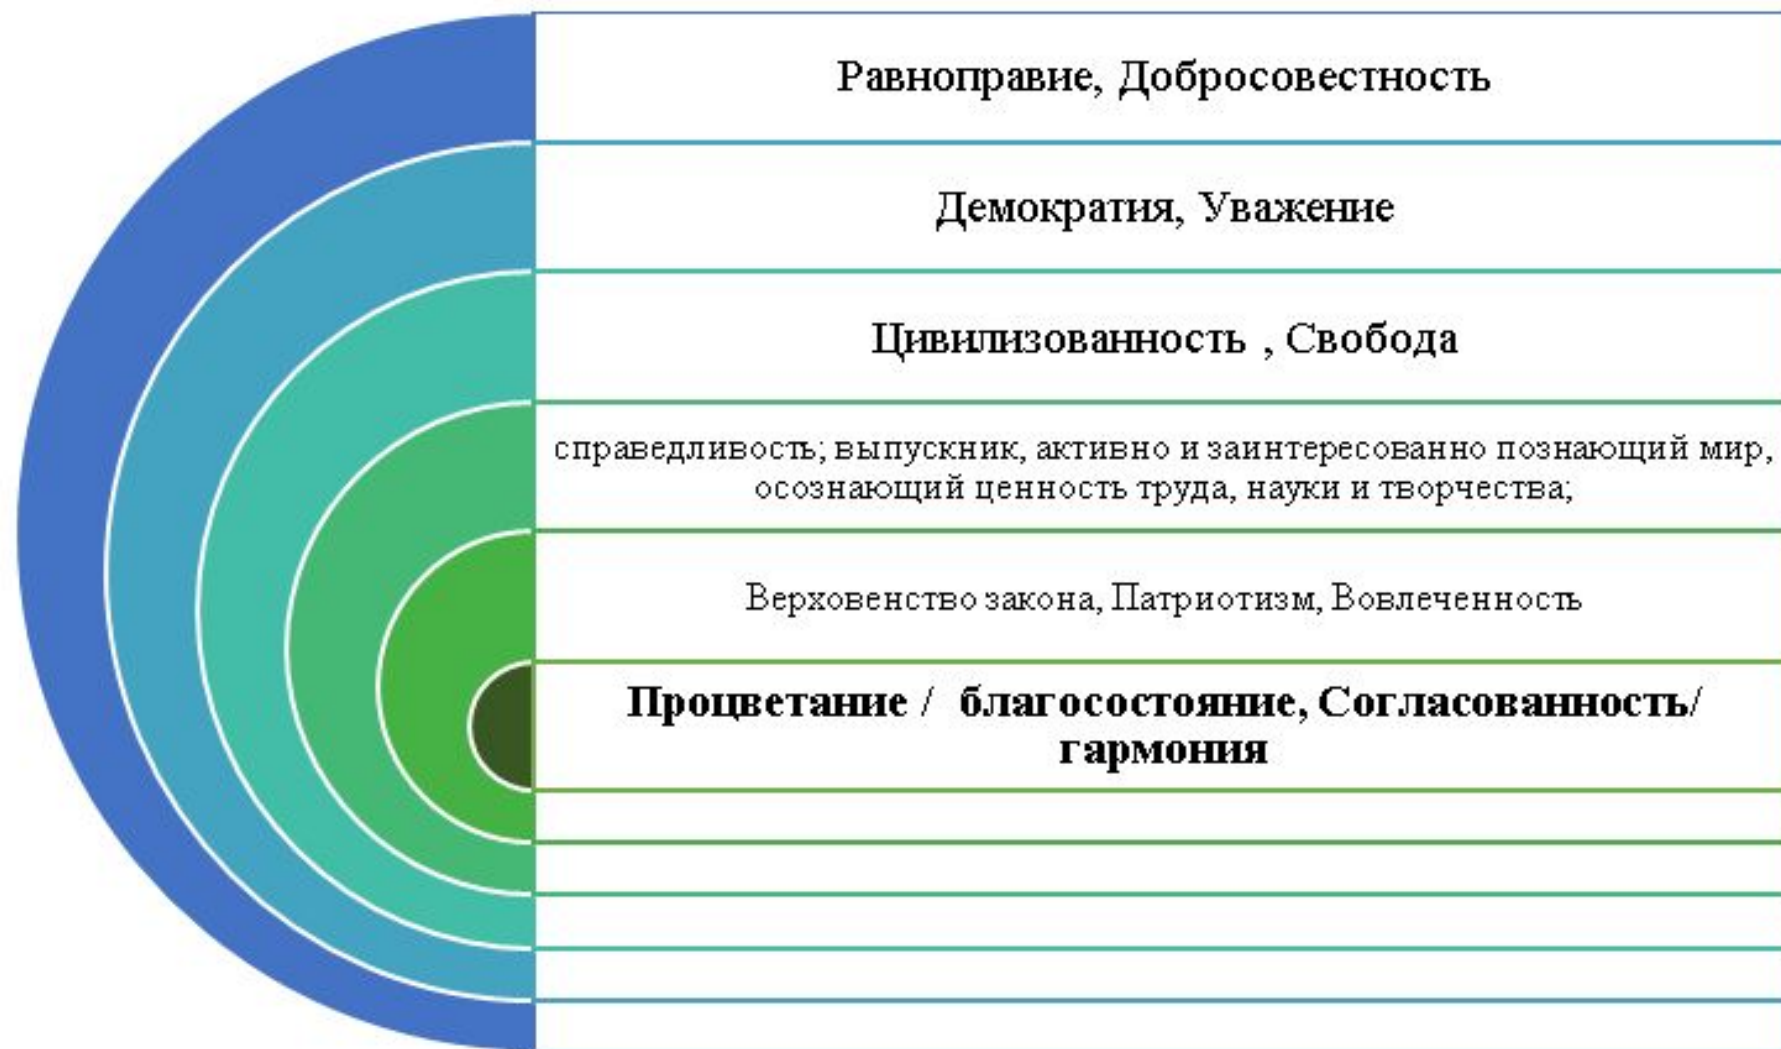 Равноправие, Добросовестность
Демократия, Уважение
Цивилизованность , Свобода
справедливость; выпускник, активно и заинтересованно познающий мир,
осознающий ценность труда, науки и творчества;
Верховенство закона, Патриотизм, Вовлеченность
Процветание / благосостояние, Согласованность/
гармония